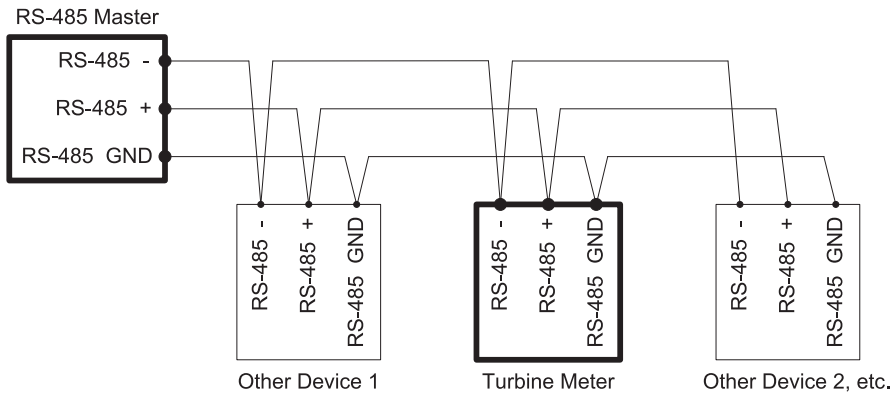 RS-485 Master
RS-485 -
RS-485 +
RS-485 GND
RS-485 -
RS-485 +
RS-485 GND
RS-485 -
RS-485 +
RS-485 GND
RS-485 -
RS-485 +
RS-485 GND
Other Device 1
Turbine Meter
Other Device 2, etc.